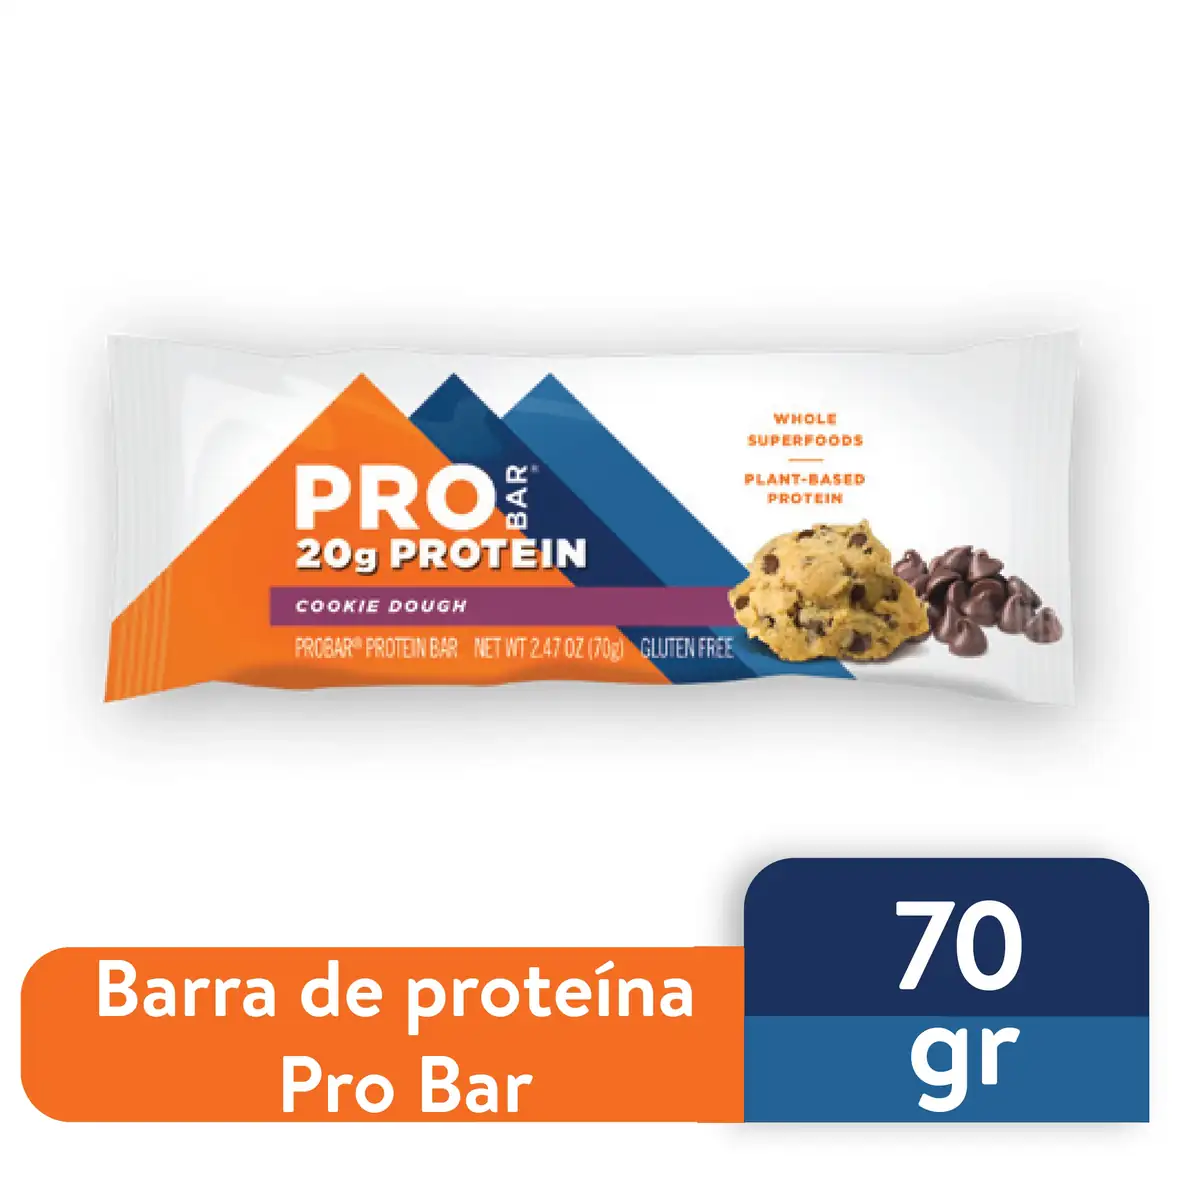 WHOLE
SUPERFOODS
PLANT-BASED
PROTEIN
PRO BAR®
20g PROTEIN
COOKIE DOUGH
PROBAR® PROTEIN BAR NET WT 2.47 OZ (70g) GLUTEN FREE
Barra de proteína
Pro Bar
70
gr